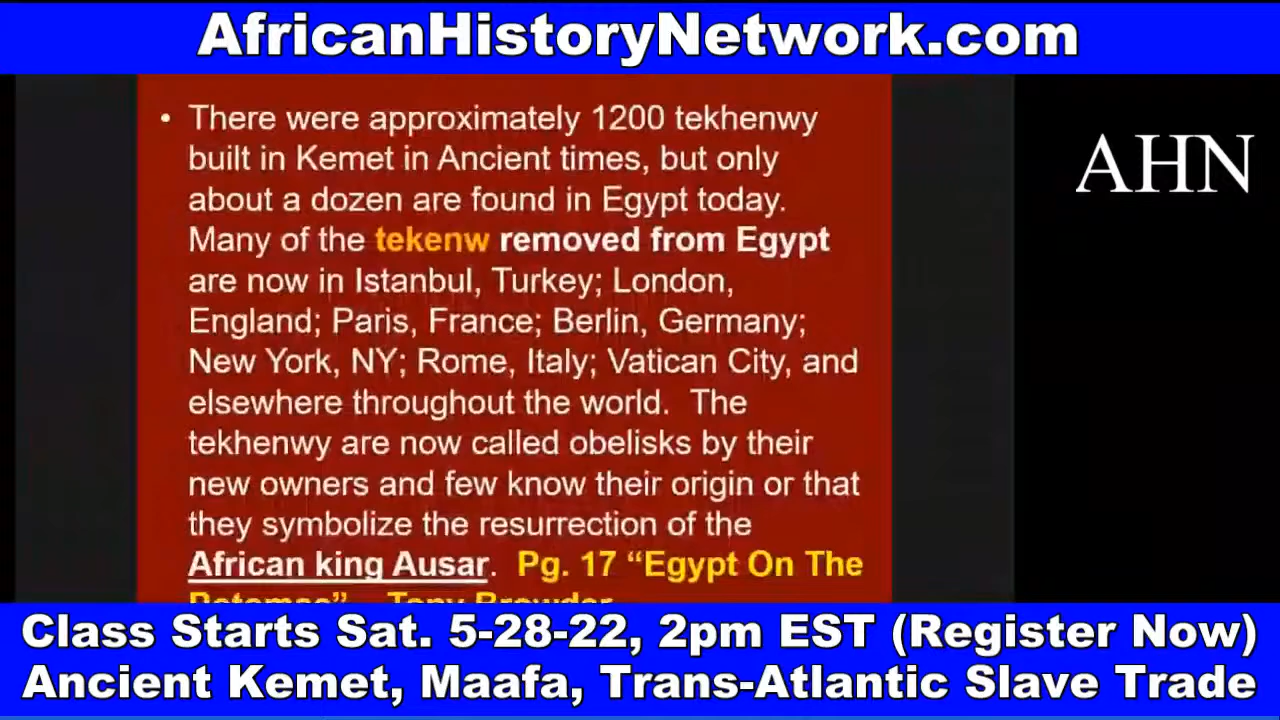 AfricanHistoryNetwork.com
• There were approximately 1200 tekhenwy
built in Kemet in Ancient times, but only
about a dozen are found in Egypt today.
Many of the tekenw removed from Egypt
are now in Istanbul, Turkey; London,
England; Paris, France; Berlin, Germany;
New York, NY; Rome, Italy; Vatican City, and
elsewhere throughout the world. The
tekhenwy are now called obelisks by their
new owners and few know their origin or that
they symbolize the resurrection of the
African king Ausar. Pg. 17 “Egypt On The
Potomac” – Tony Browder
AHN
Class Starts Sat. 5-28-22, 2pm EST (Register Now)
Ancient Kemet, Maafa, Trans-Atlantic Slave Trade